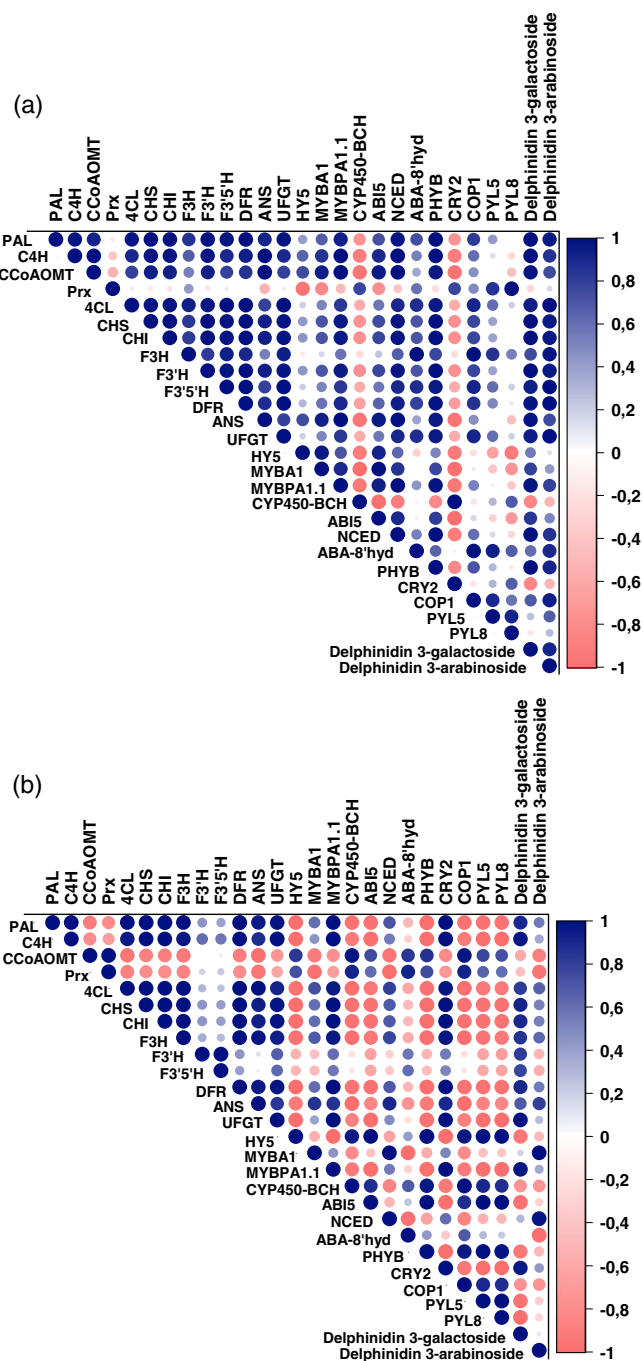 (a)
PAL
C4H
CCoAOMT
Prx
4CL
CHS
CHI
F3H
F3'H
F3'5'H
DFR
ANS
UFGT
HY5
MYBA1
MYBPA1.1
CYP450-BCH
ABI5
NCED
ABA-8'hyd
PHYB
CRY2
COP1
PYL5
PYL8
Delphinidin 3-galactoside
Delphinidin 3-arabinoside
PAL
C4H
CCoAOMT
Prx
4CL
CHS
CHI
F3H
F3'H
F3'5'H
DFR
ANS
UFGT
HY5
MYBA1
MYBPA1.1
CYP450-BCH
ABI5
NCED
ABA-8'hyd
PHYB
CRY2
COP1
PYL5
PYL8
Delphinidin 3-galactoside
Delphinidin 3-arabinoside
1
0,8
0,6
0,4
0,2
0
-0,2
-0,4
-0,6
-0,8
-1
(b)
PAL
C4H
CCoAOMT
Prx
4CL
CHS
CHI
F3H
F3'H
F3'5'H
DFR
ANS
UFGT
HY5
MYBA1
MYBPA1.1
CYP450-BCH
ABI5
NCED
ABA-8'hyd
PHYB
CRY2
COP1
PYL5
PYL8
Delphinidin 3-galactoside
Delphinidin 3-arabinoside
PAL
C4H
CCoAOMT
Prx
4CL
CHS
CHI
F3H
F3'H
F3'5'H
DFR
ANS
UFGT
HY5
MYBA1
MYBPA1.1
CYP450-BCH
ABI5
NCED
ABA-8'hyd
PHYB
CRY2
COP1
PYL5
PYL8
Delphinidin 3-galactoside
Delphinidin 3-arabinoside
1
0,8
0,6
0,4
0,2
0
-0,2
-0,4
-0,6
-0,8
-1